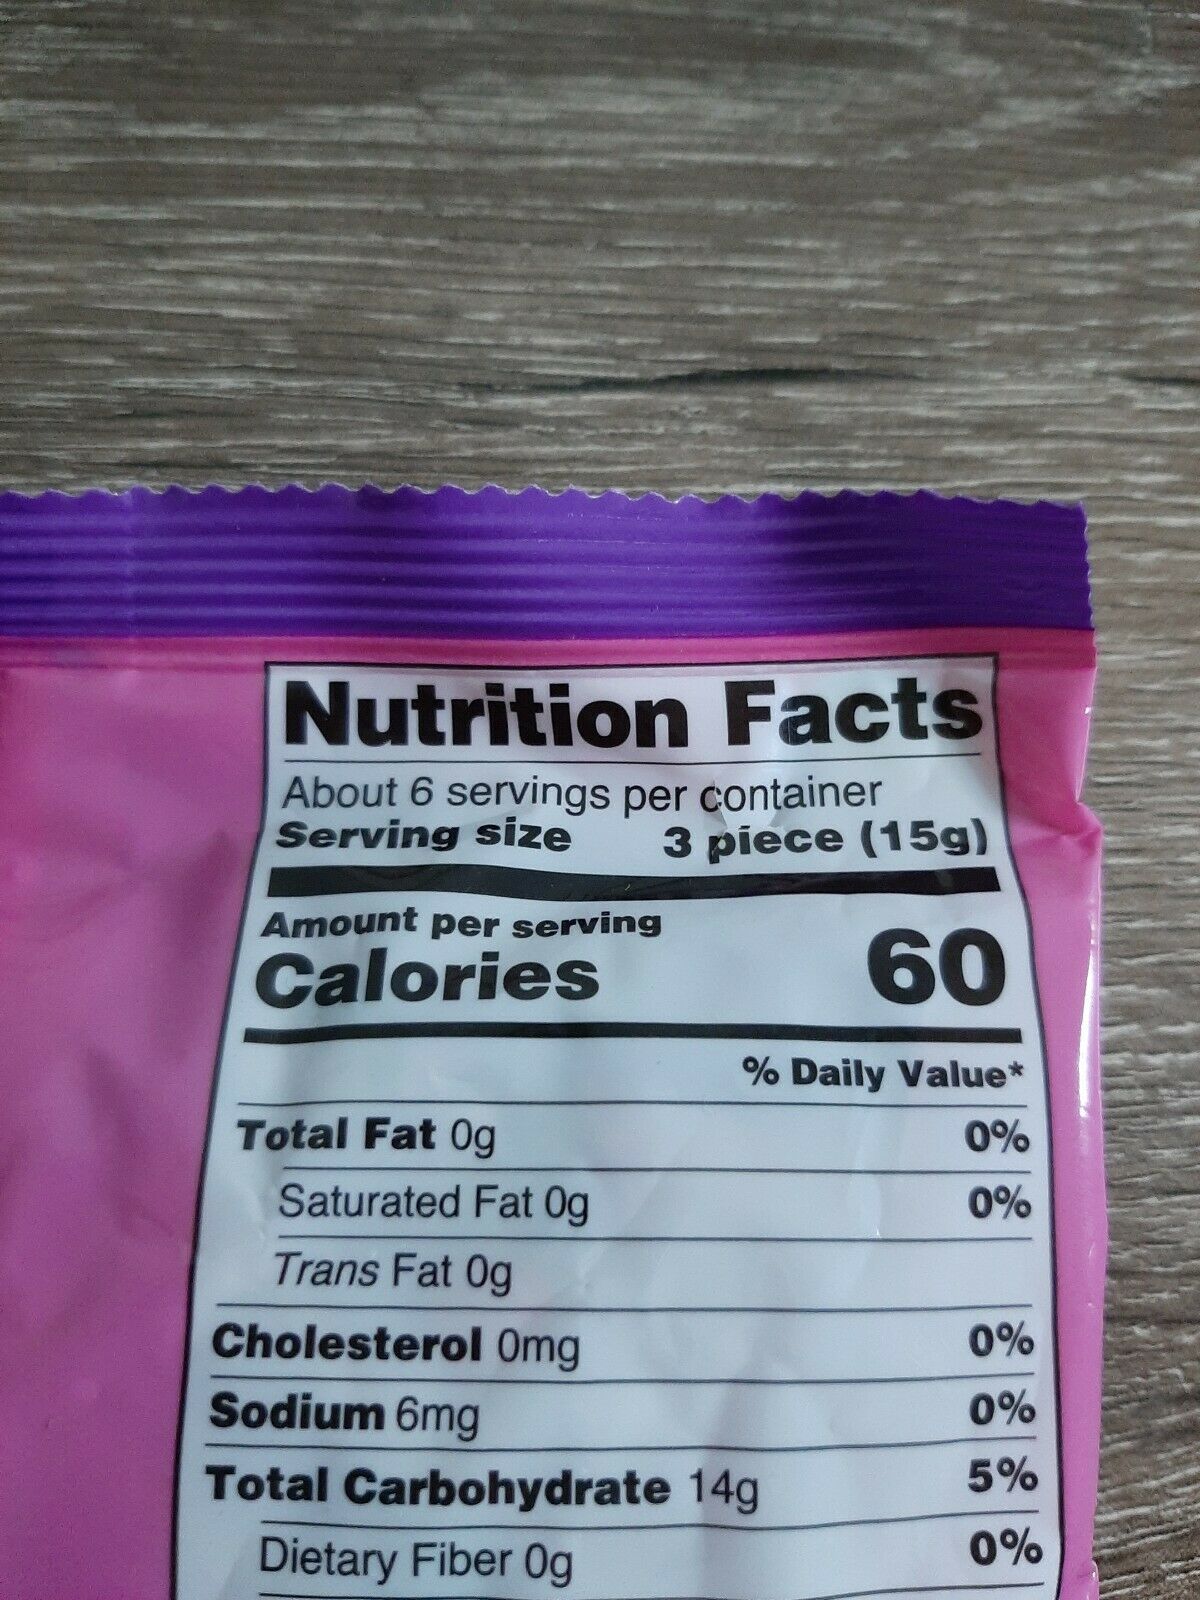 Nutrition Facts
About 6 servings per container
Serving size 3 piece (15g)
Amount per serving
Calories 60
% Daily Value*
Total Fat 0g 0%
Saturated Fat 0g 0%
Trans Fat 0g
Cholesterol 0mg 0%
Sodium 6mg 0%
Total Carbohydrate 14g 5%
Dietary Fiber 0g 0%